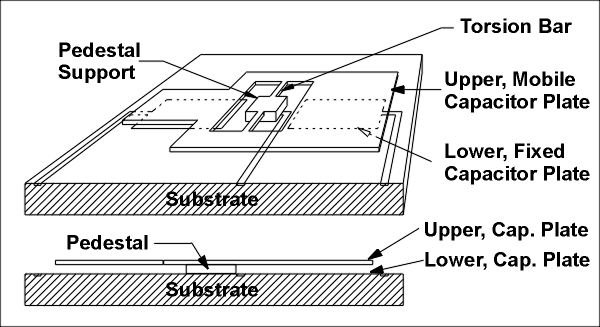 Torsion Bar
Pedestal
Support
Upper, Mobile
Capacitor Plate
Lower, Fixed
Capacitor Plate
Substrate
Upper, Cap. Plate
Pedestal
Lower, Cap. Plate
Substrate